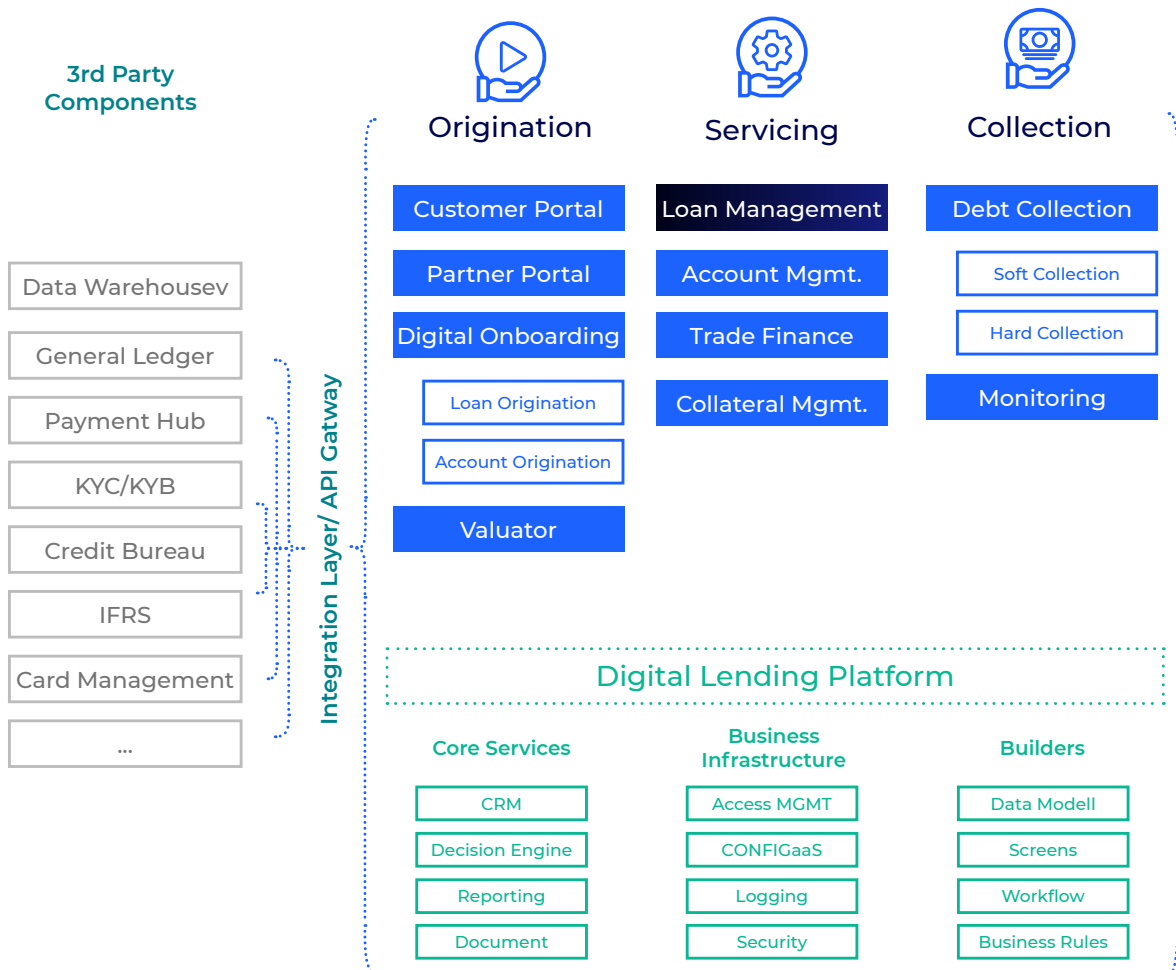 3rd Party
Components
Data Warehousev
General Ledger
Payment Hub
KYC/KYB
Credit Bureau
IFRS
Card Management
...
Integration Layer/ API Gatway
Origination
Customer Portal
Partner Portal
Digital Onboarding
Loan Origination
Account Origination
Valuator
Servicing
Loan Management
Account Mgmt.
Trade Finance
Collateral Mgmt.
Collection
Debt Collection
Soft Collection
Hard Collection
Monitoring
Digital Lending Platform
Core Services
CRM
Decision Engine
Reporting
Document
Business
Infrastructure
Access MGMT
CONFIGaaS
Logging
Security
Builders
Data Modell
Screens
Workflow
Business Rules